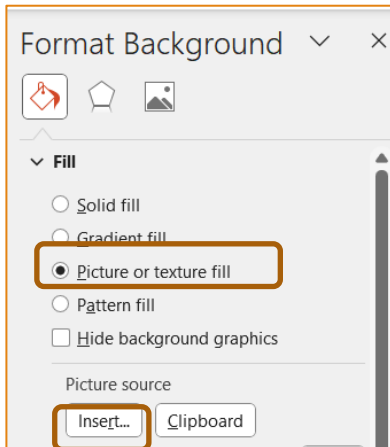 Format Background
Fill
Solid fill
Gradient fill
Picture or texture fill
Pattern fill
Hide background graphics
Picture source
Insert... Clipboard